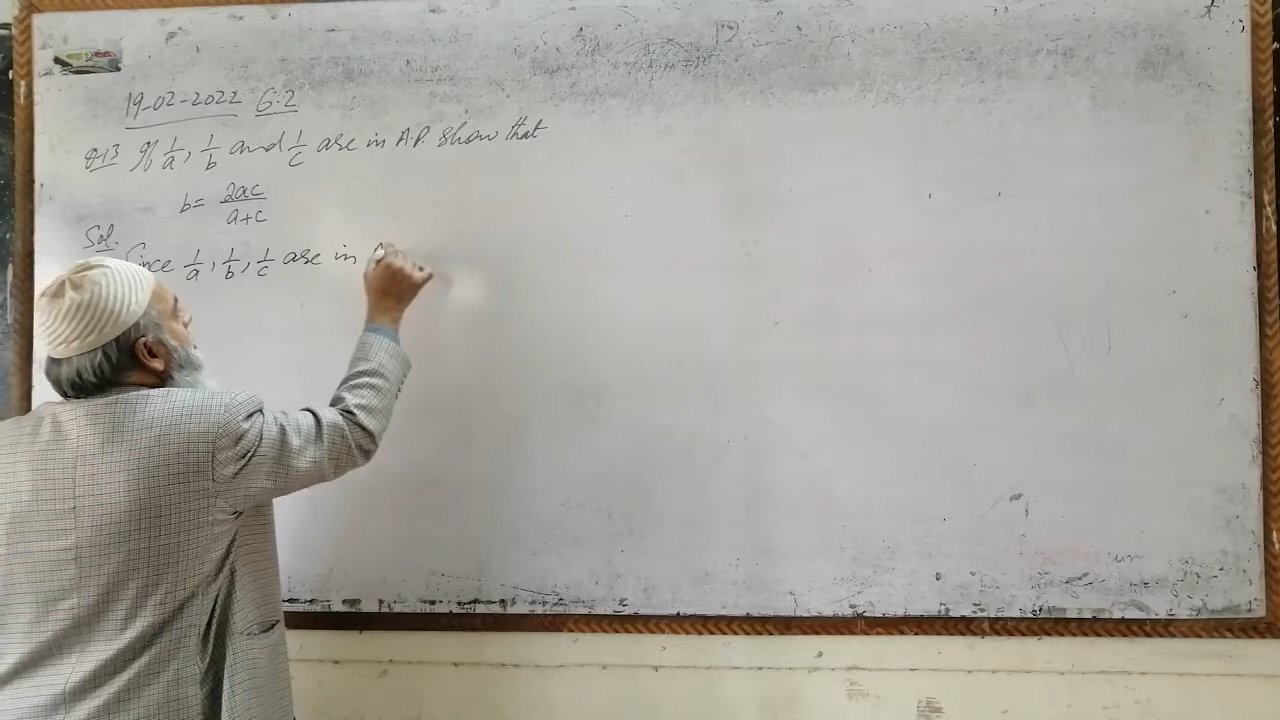 19-02-2022 6.2
Q13 If 1/a, 1/b and 1/c are in A.P. show that
b = 2ac/a+c
Sol.
Since 1/a, 1/b, 1/c are in